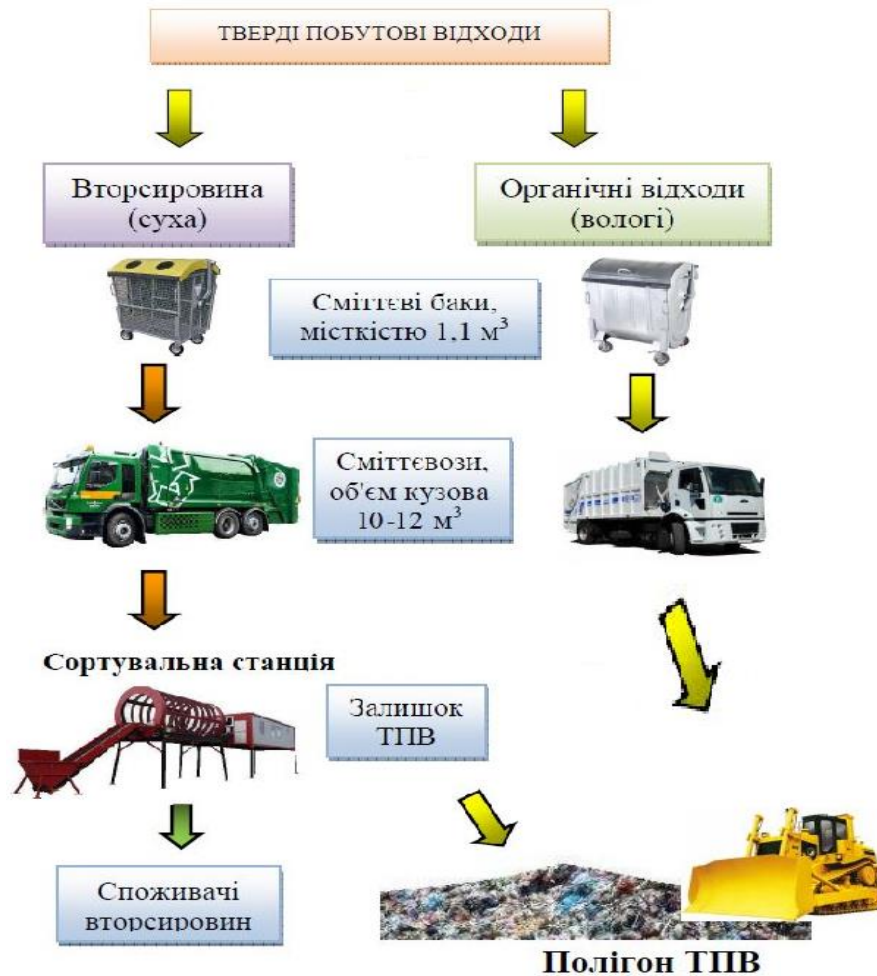 ТВЕРДІ ПОБУТОВІ ВІДХОДИ
Вторсировина
(суха)
Органічні відходи
(вологі)
Сміттєві баки,
місткістю 1,1 м³
Сміттєвози,
об'єм кузова
10-12 м³
Сортувальна станція
Залишок
ТПВ
Споживачі
вторсировин
Полігон ТПВ